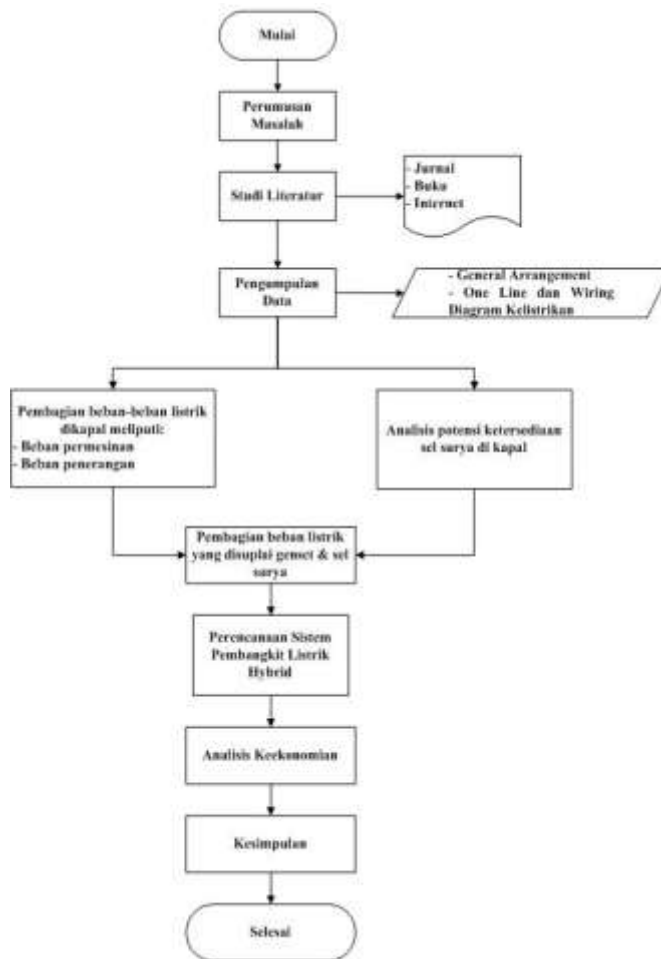 Mulai
Perumusan
Masalah
Studi Literatur
- Jurnal
- Buku
- Internet
Pengumpulan
Data
- General Arrangement
- One Line dan Wiring
Diagram Kelistrikan
Pembagian beban-beban listrik
dikapal meliputi:
- Beban permesinan
- Beban penerangan
Analisis potensi ketersediaan
sel surya di kapal
Pembagian beban listrik
yang disuplai genset & sel
surya
Perencanaan Sistem
Pembangkit Listrik
Hybrid
Analisis Keekonomian
Kesimpulan
Selesai